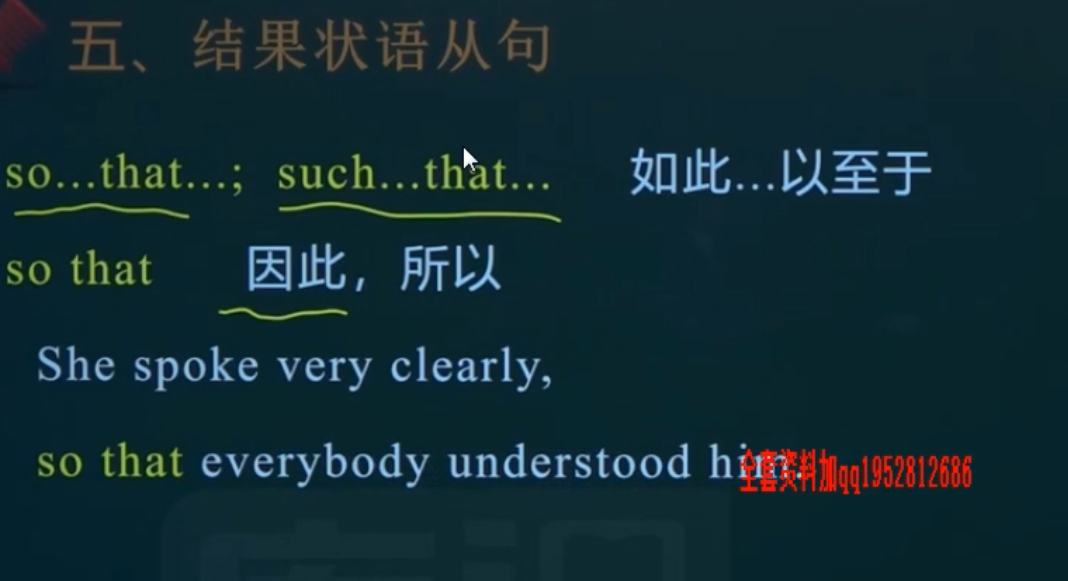 五、结果状语从句
so...that...; such...that... 如此...以至于
so that 因此，所以
She spoke very clearly,
so that everybody understood him.
全套资料加qq1952812686